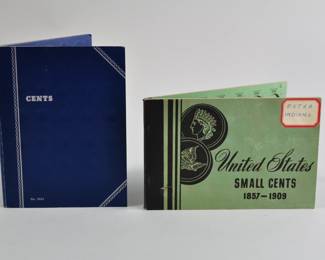 CENTS
EXTRA
INDIANS
United States
SMALL CENTS
1857-1909